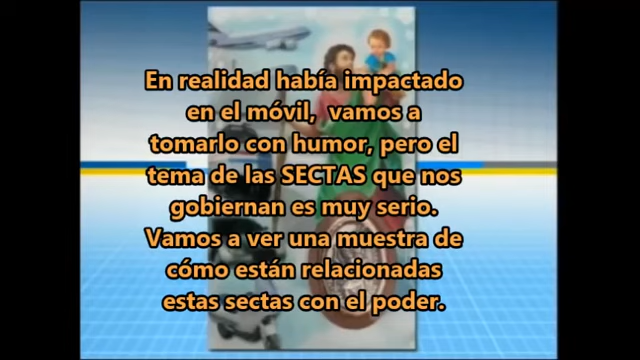 En realidad había impactado
en el móvil, vamos a
tomarlo con humor, pero el
tema de las SECTAS que nos
gobiernan es muy serio.
Vamos a ver una muestra de
cómo están relacionadas
estas sectas con el poder.